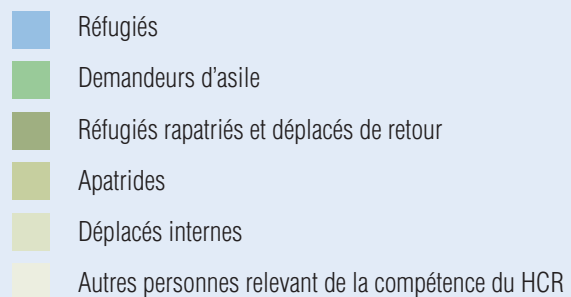 Réfugiés
Demandeurs d'asile
Réfugiés rapatriés et déplacés de retour
Apatrides
Déplacés internes
Autres personnes relevant de la compétence du HCR